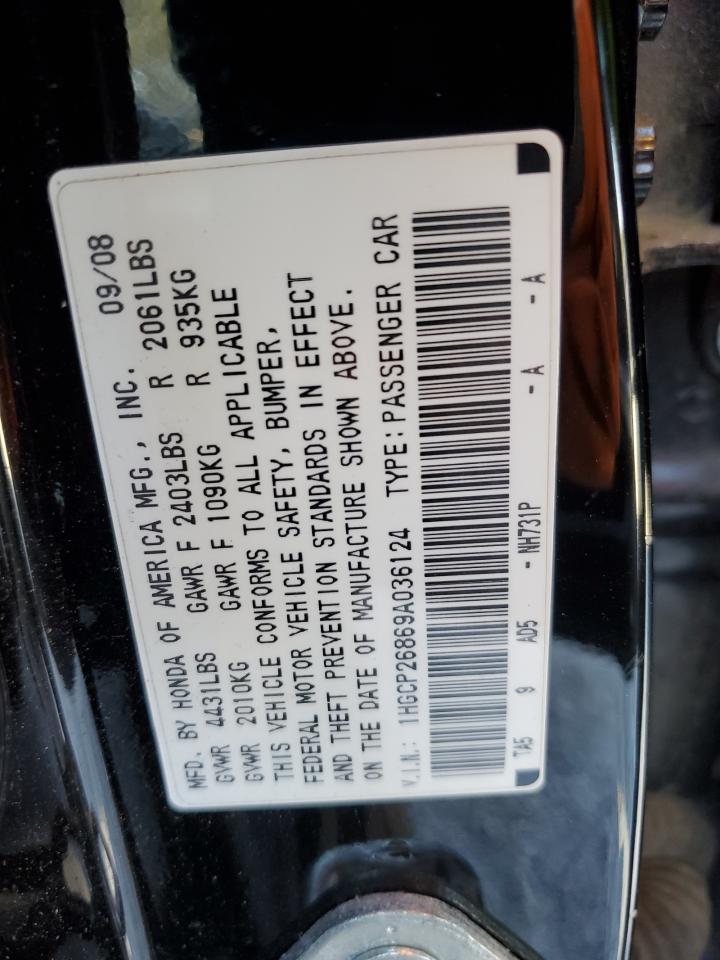 MFD. BY HONDA OF AMERICA MFG., INC. 09/08
GVWR 4431LBS GAWR F 2403LBS R 2061LBS
GVWR 2010KG GAWR F 1090KG R 935KG
THIS VEHICLE CONFORMS TO ALL APPLICABLE
FEDERAL MOTOR VEHICLE SAFETY, BUMPER,
AND THEFT PREVENTION STANDARDS IN EFFECT
ON THE DATE OF MANUFACTURE SHOWN ABOVE.
V.I.N.: 1HGCP26869A036124 TYPE: PASSENGER CAR
TA5 9 AD5 - NH731P - A - A